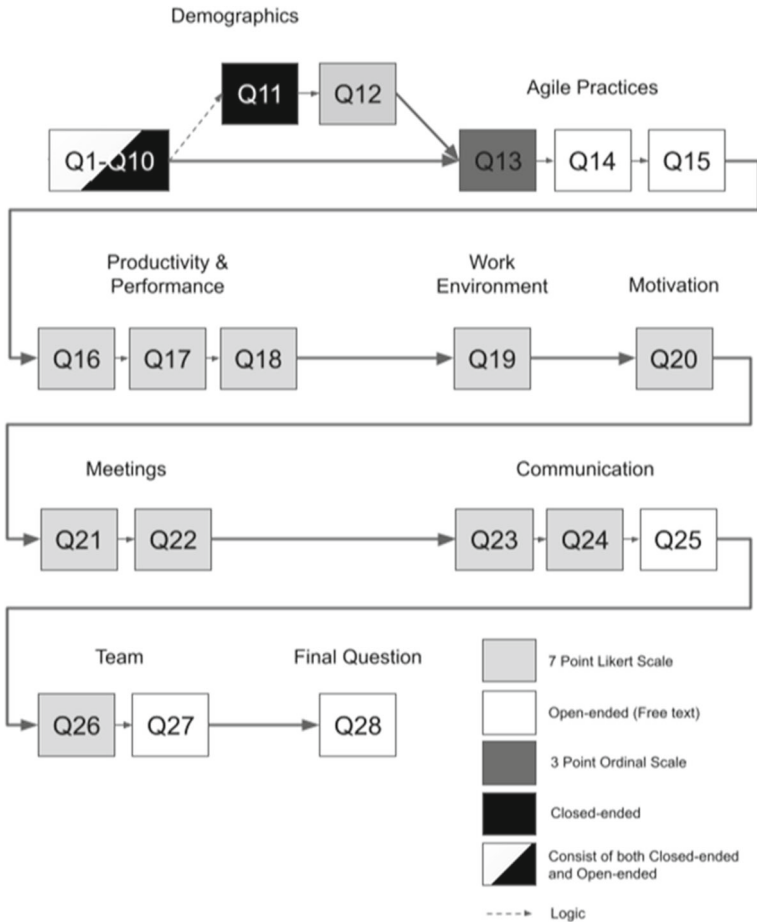 Demographics
Q11
Q12
Agile Practices
Q1-Q10
Q13
Q14
Q15
Productivity &
Performance
Work
Environment
Motivation
Q16
Q17
Q18
Q19
Q20
Meetings
Communication
Q21
Q22
Q23
Q24
Q25
Team
Final Question
Q26
Q27
Q28
7 Point Likert Scale
Open-ended (Free text)
3 Point Ordinal Scale
Closed-ended
Consist of both Closed-ended
and Open-ended
Logic